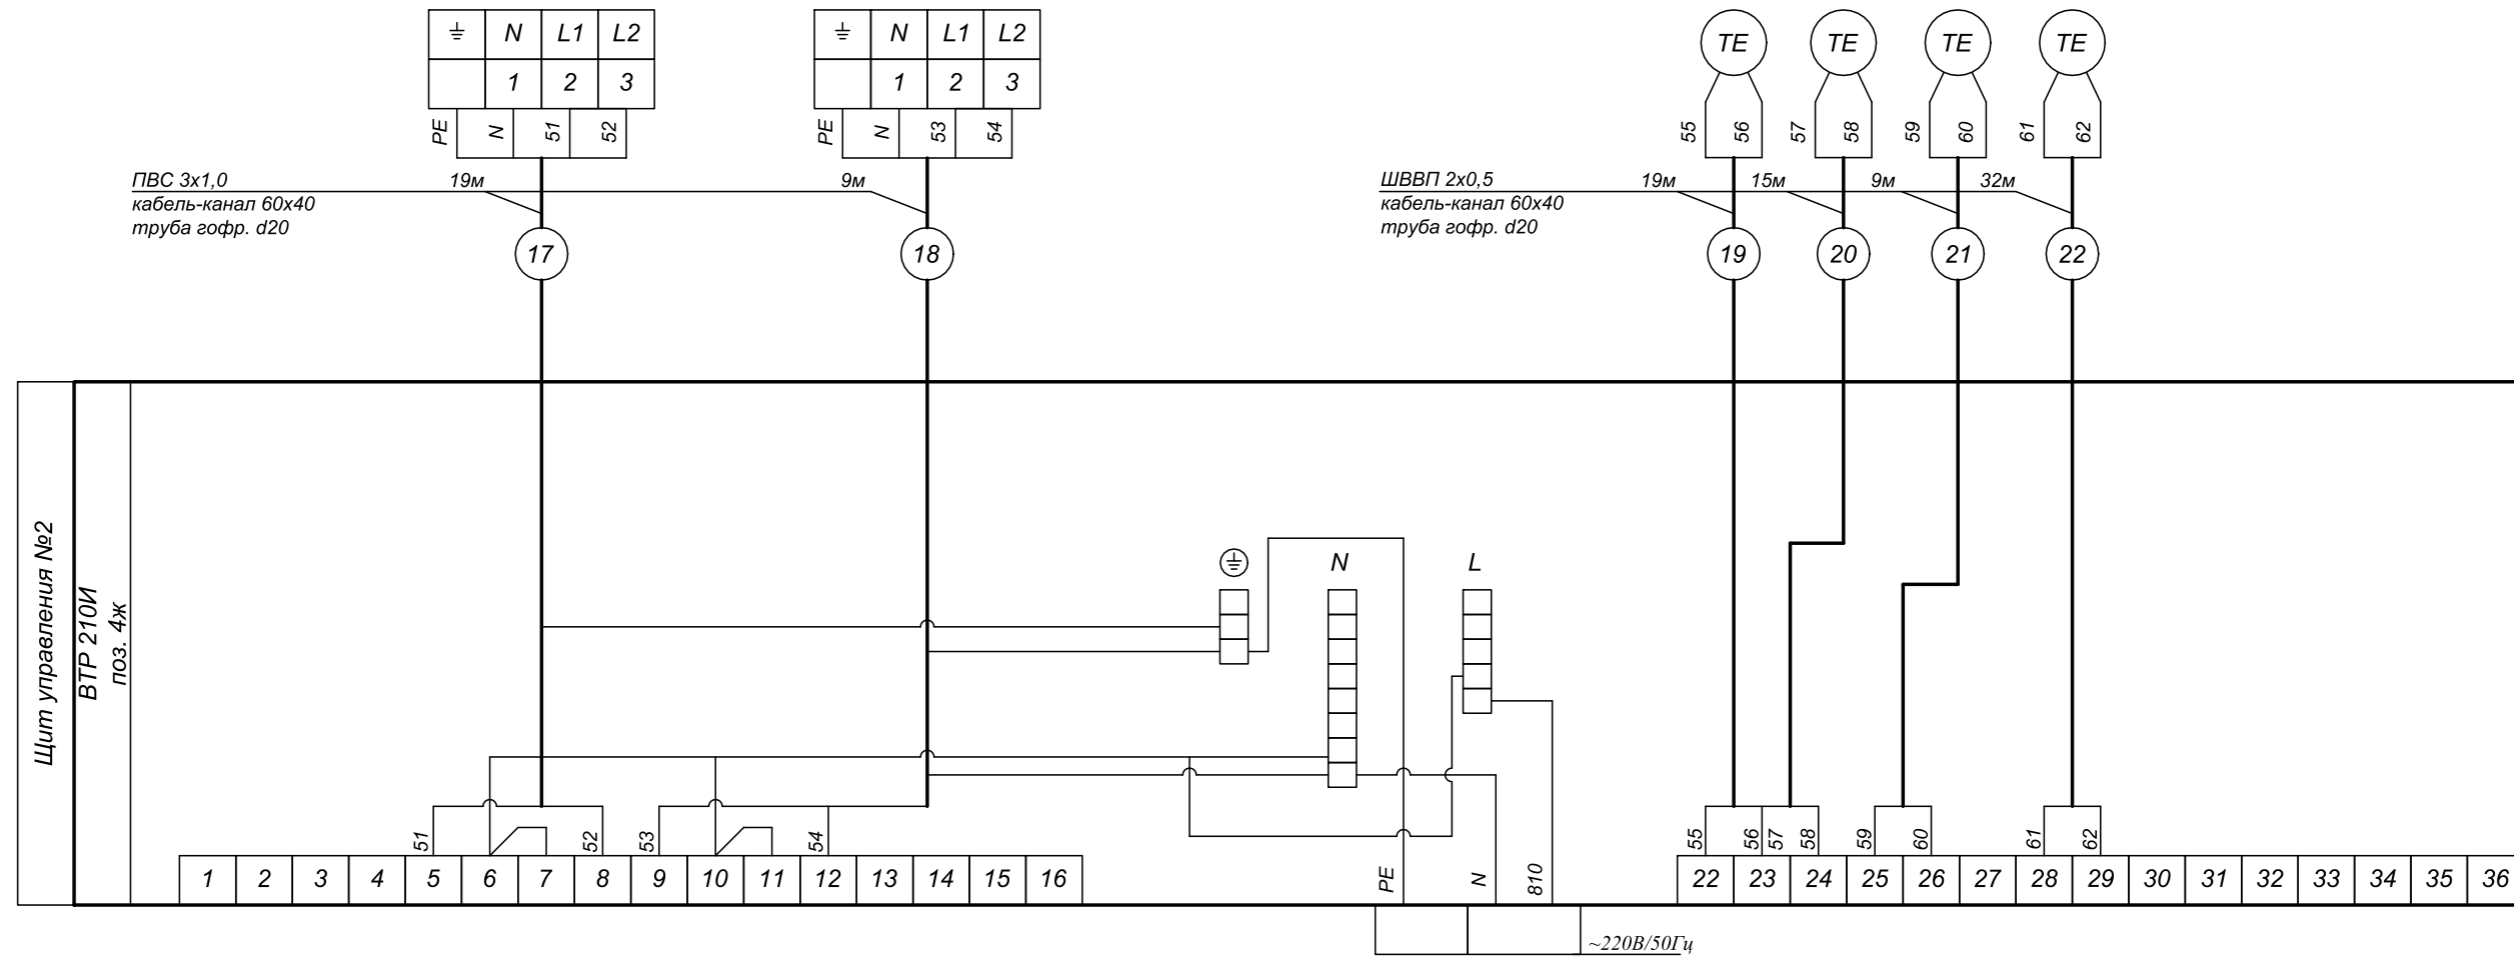 N L1 L2
1 2 3
PE N 51 52
N L1 L2
1 2 3
PE N 53 54
TE TE TE TE
55 56 57 58 59 60 61 62
ПВС 3х1,0 19м 9м
кабель-канал 60х40
труба гофр. d20
ШВВП 2х0,5 19м 15м 9м 32м
кабель-канал 60х40
труба гофр. d20
17 18 19 20 21 22
Щит управления №2
ВТР 210И
поз. 4ж
N L
51 52 53 54
PE N 810
55 56 57 58 59 60 61 62
1 2 3 4 5 6 7 8 9 10 11 12 13 14 15 16
22 23 24 25 26 27 28 29 30 31 32 33 34 35 36
~220В/50Гц